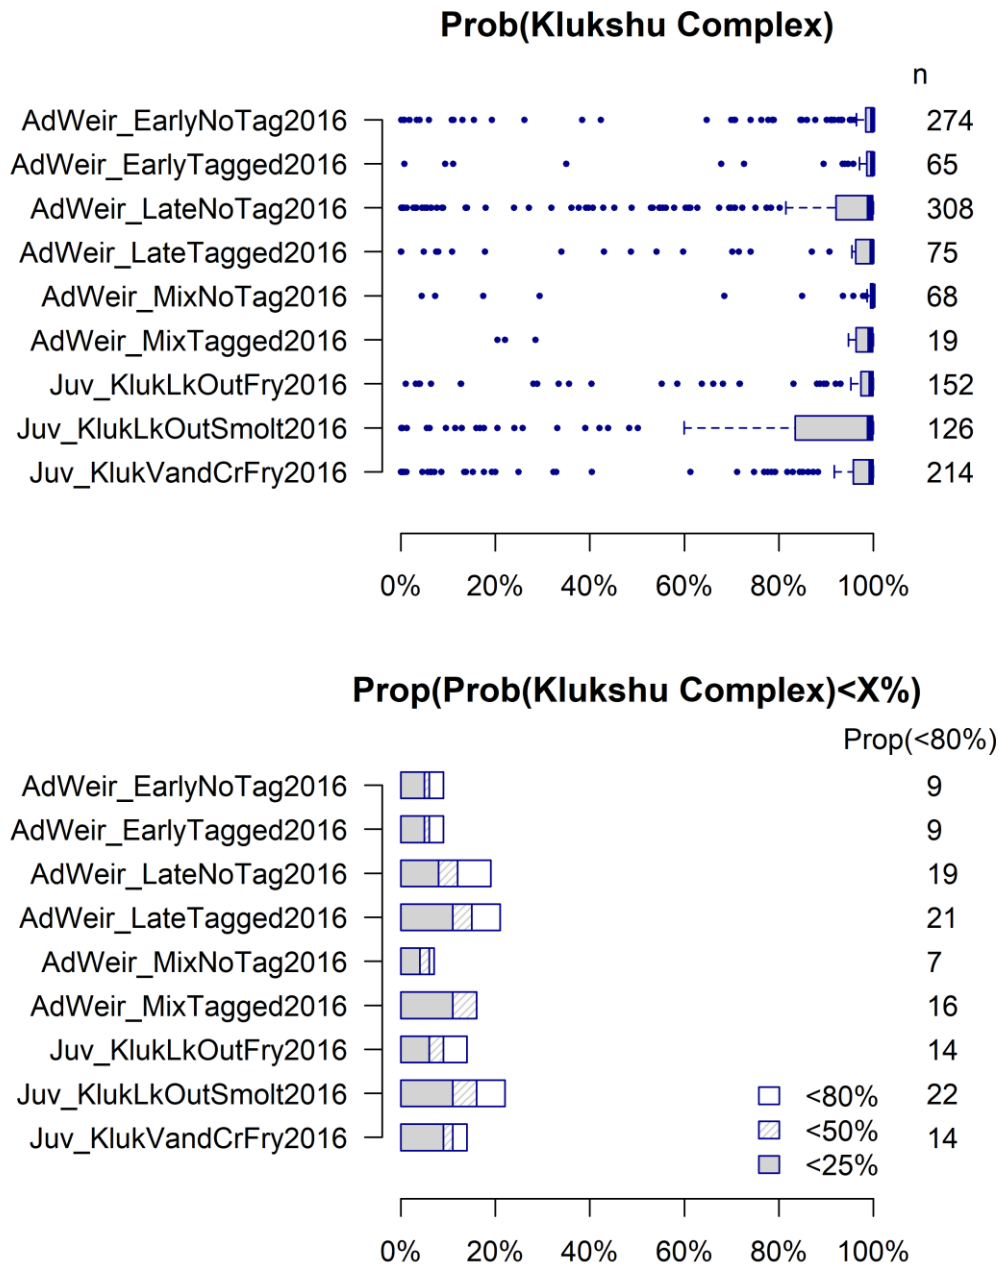 Prob(Klukshu Complex)
n
AdWeir_EarlyNoTag2016 274
AdWeir_EarlyTagged2016 65
AdWeir_LateNoTag2016 308
AdWeir_LateTagged2016 75
AdWeir_MixNoTag2016 68
AdWeir_MixTagged2016 19
Juv_KlukLkOutFry2016 152
Juv_KlukLkOutSmolt2016 126
Juv_KlukVandCrFry2016 214
0% 20% 40% 60% 80% 100%
Prop(Prob(Klukshu Complex)<X%)
Prop(<80%)
AdWeir_EarlyNoTag2016 9
AdWeir_EarlyTagged2016 9
AdWeir_LateNoTag2016 19
AdWeir_LateTagged2016 21
AdWeir_MixNoTag2016 7
AdWeir_MixTagged2016 16
Juv_KlukLkOutFry2016 14
Juv_KlukLkOutSmolt2016 <80% 22
<50%
Juv_KlukVandCrFry2016 14
<25%
0% 20% 40% 60% 80% 100%